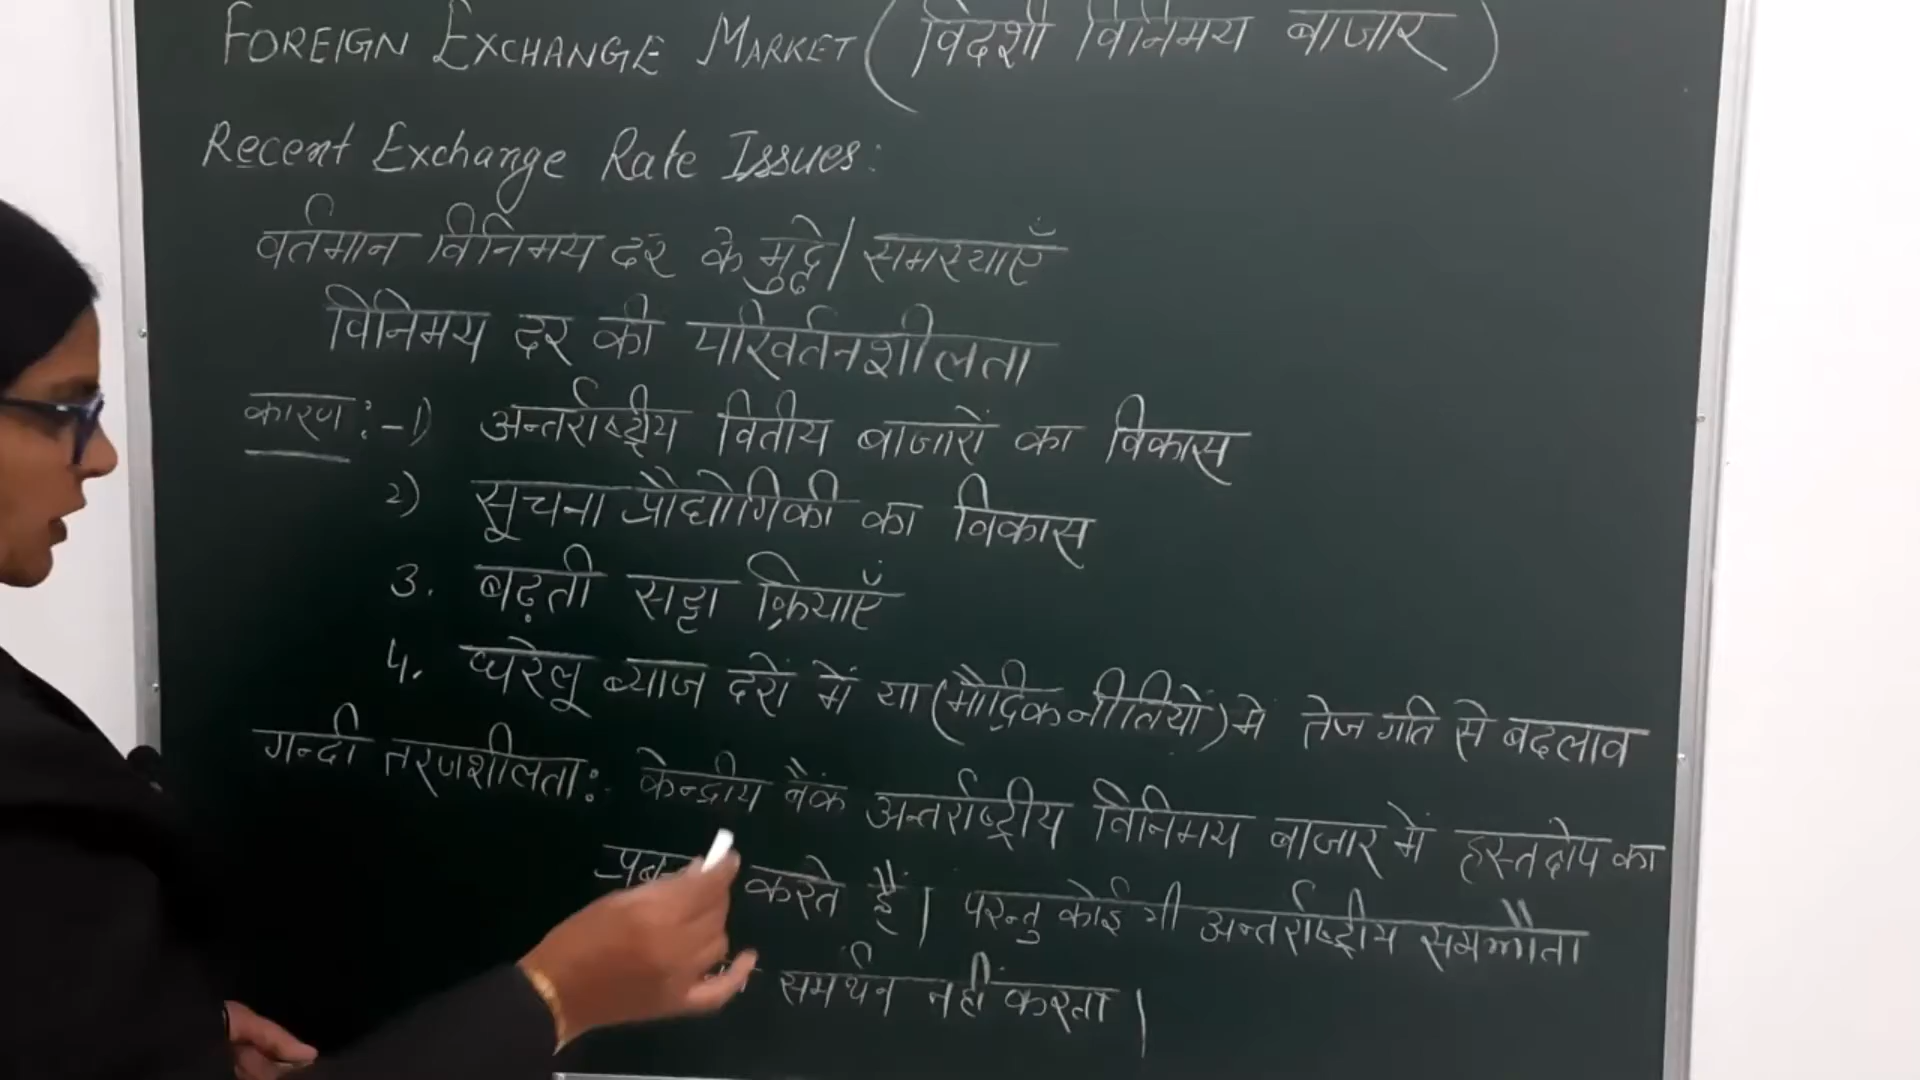 FOREIGN EXCHANGE MARKET (विदेशी विनिमय बाजार)
Recent Exchange Rate Issues:
वर्तमान विनिमय दर के मुद्दे/समस्याएँ
विनिमय दर की परिवर्तनशीलता
कारण :- 1) अन्तर्राष्ट्रीय वितीय बाजारों का विकास
2) सूचना प्रौद्योगिकी का विकास
3. बढ़ती सट्टा क्रियाएँ
4. घरेलू ब्याज दरों में या (मौद्रिक नीतियों) में तेज गति से बदलाव
गन्दी तरणशीलता:- केन्द्रीय बैंक अन्तर्राष्ट्रीय विनिमय बाजार में हस्तक्षेप का
करते हैं। परन्तु कोई भी अन्तर्राष्ट्रीय समझौता
समर्थन नहीं करता।